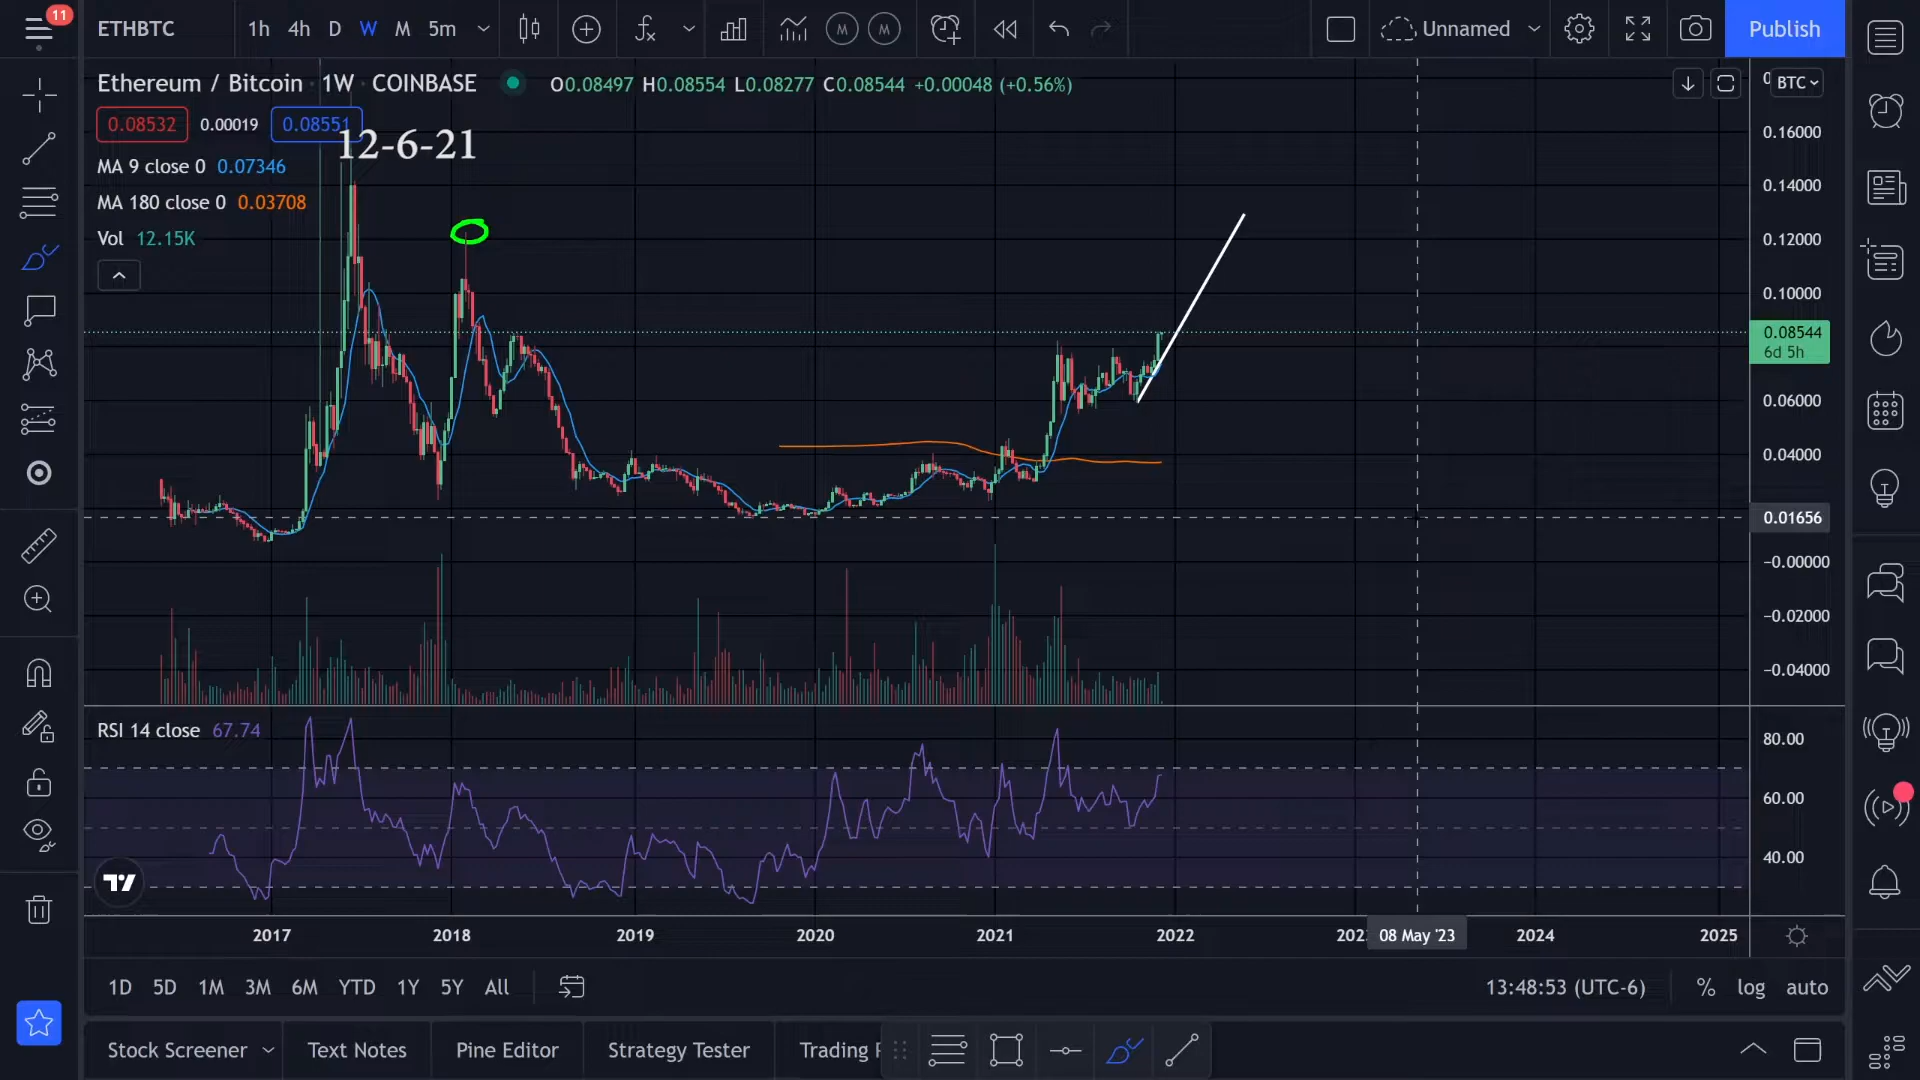 11
ETHBTC
1h 4h D W M 5m
M M
Unnamed
Publish
Ethereum / Bitcoin 1W COINBASE O0.08497 H0.08554 L0.08277 C0.08544 +0.00048 (+0.56%)
BTC
0.08532 0.00019 0.08551
12-6-21
MA 9 close 0 0.07346
MA 180 close 0 0.03708
Vol 12.15K
0.16000
0.14000
0.12000
0.10000
0.08544
6d 5h
0.06000
0.04000
0.01656
-0.00000
-0.02000
-0.04000
RSI 14 close 67.74
80.00
60.00
40.00
2017 2018 2019 2020 2021 2022 08 May '23 2024 2025
1D 5D 1M 3M 6M YTD 1Y 5Y All
13:48:53 (UTC-6) % log auto
Stock Screener Text Notes Pine Editor Strategy Tester Trading